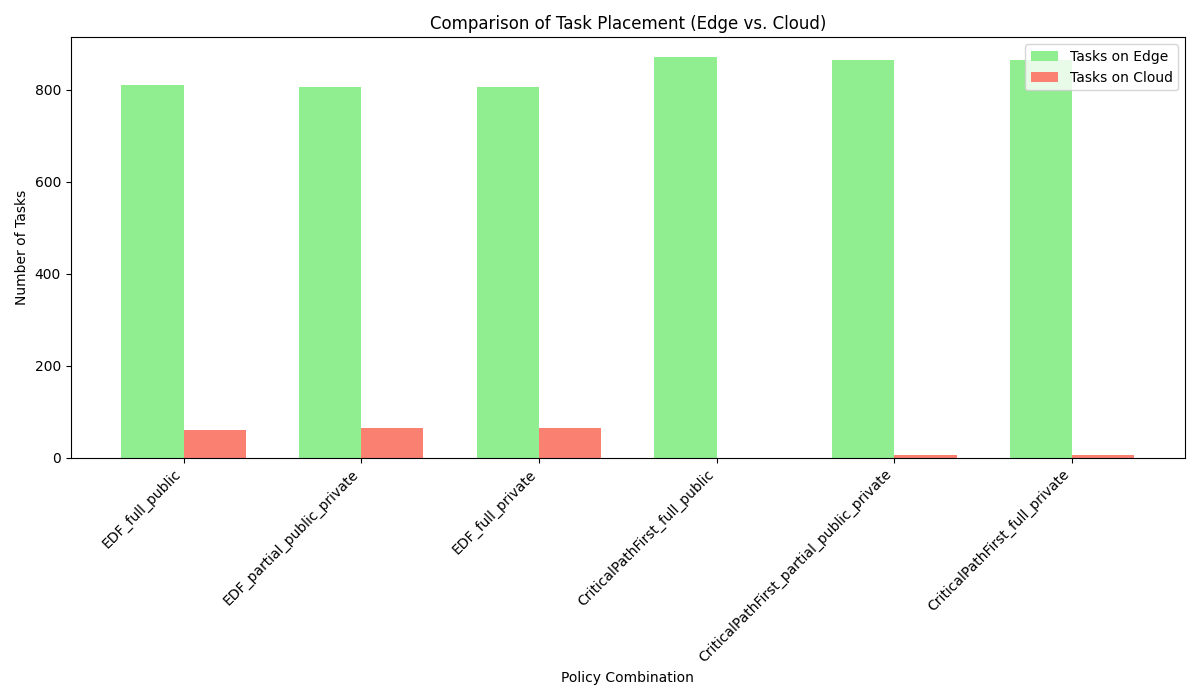 Comparison of Task Placement (Edge vs. Cloud)
Tasks on Edge
Tasks on Cloud
Number of Tasks
800
600
400
200
0
EDF_full_public
EDF_partial_public_private
EDF_full_private
CriticalPathFirst_full_public
CriticalPathFirst_partial_public_private
CriticalPathFirst_full_private
Policy Combination